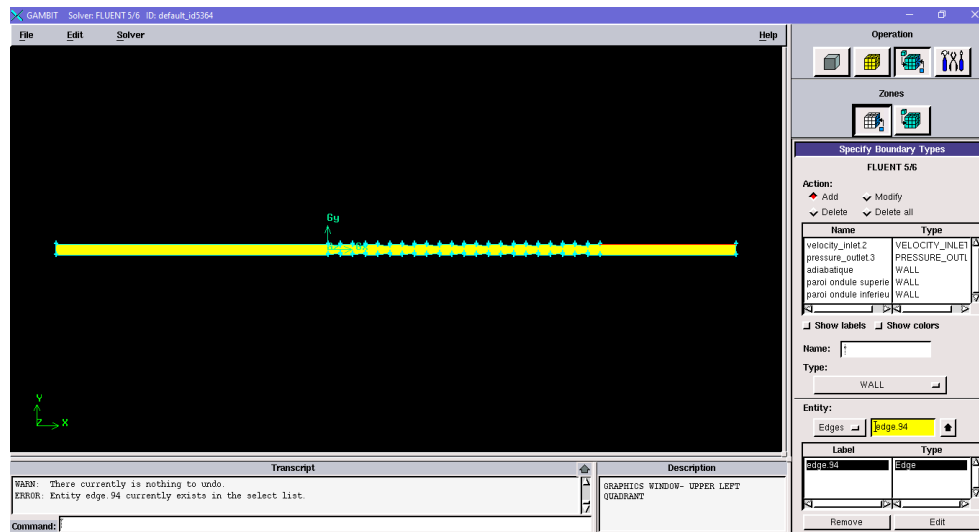 GAMBIT Solver: FLUENT 5/6 ID: default_id5364
File Edit Solver Help
Operation
Zones
Specify Boundary Types
FLUENT 5/6
Action:
Add Modify
Delete Delete all
Name Type
velocity_inlet.2 VELOCITY_INLET
pressure_outlet.3 PRESSURE_OUTL
adiabatique WALL
paroi ondule superie WALL
paroi ondule inferieu WALL
Show labels Show colors
Name:
Type:
WALL
Entity:
Edges edge.94
Label Type
edge.94 Edge
Remove Edit
Gy
Y
Z X
Transcript
WARN: There currently is nothing to undo.
ERROR: Entity edge.94 currently exists in the select list.
Command:
Description
GRAPHICS WINDOW- UPPER LEFT
QUADRANT